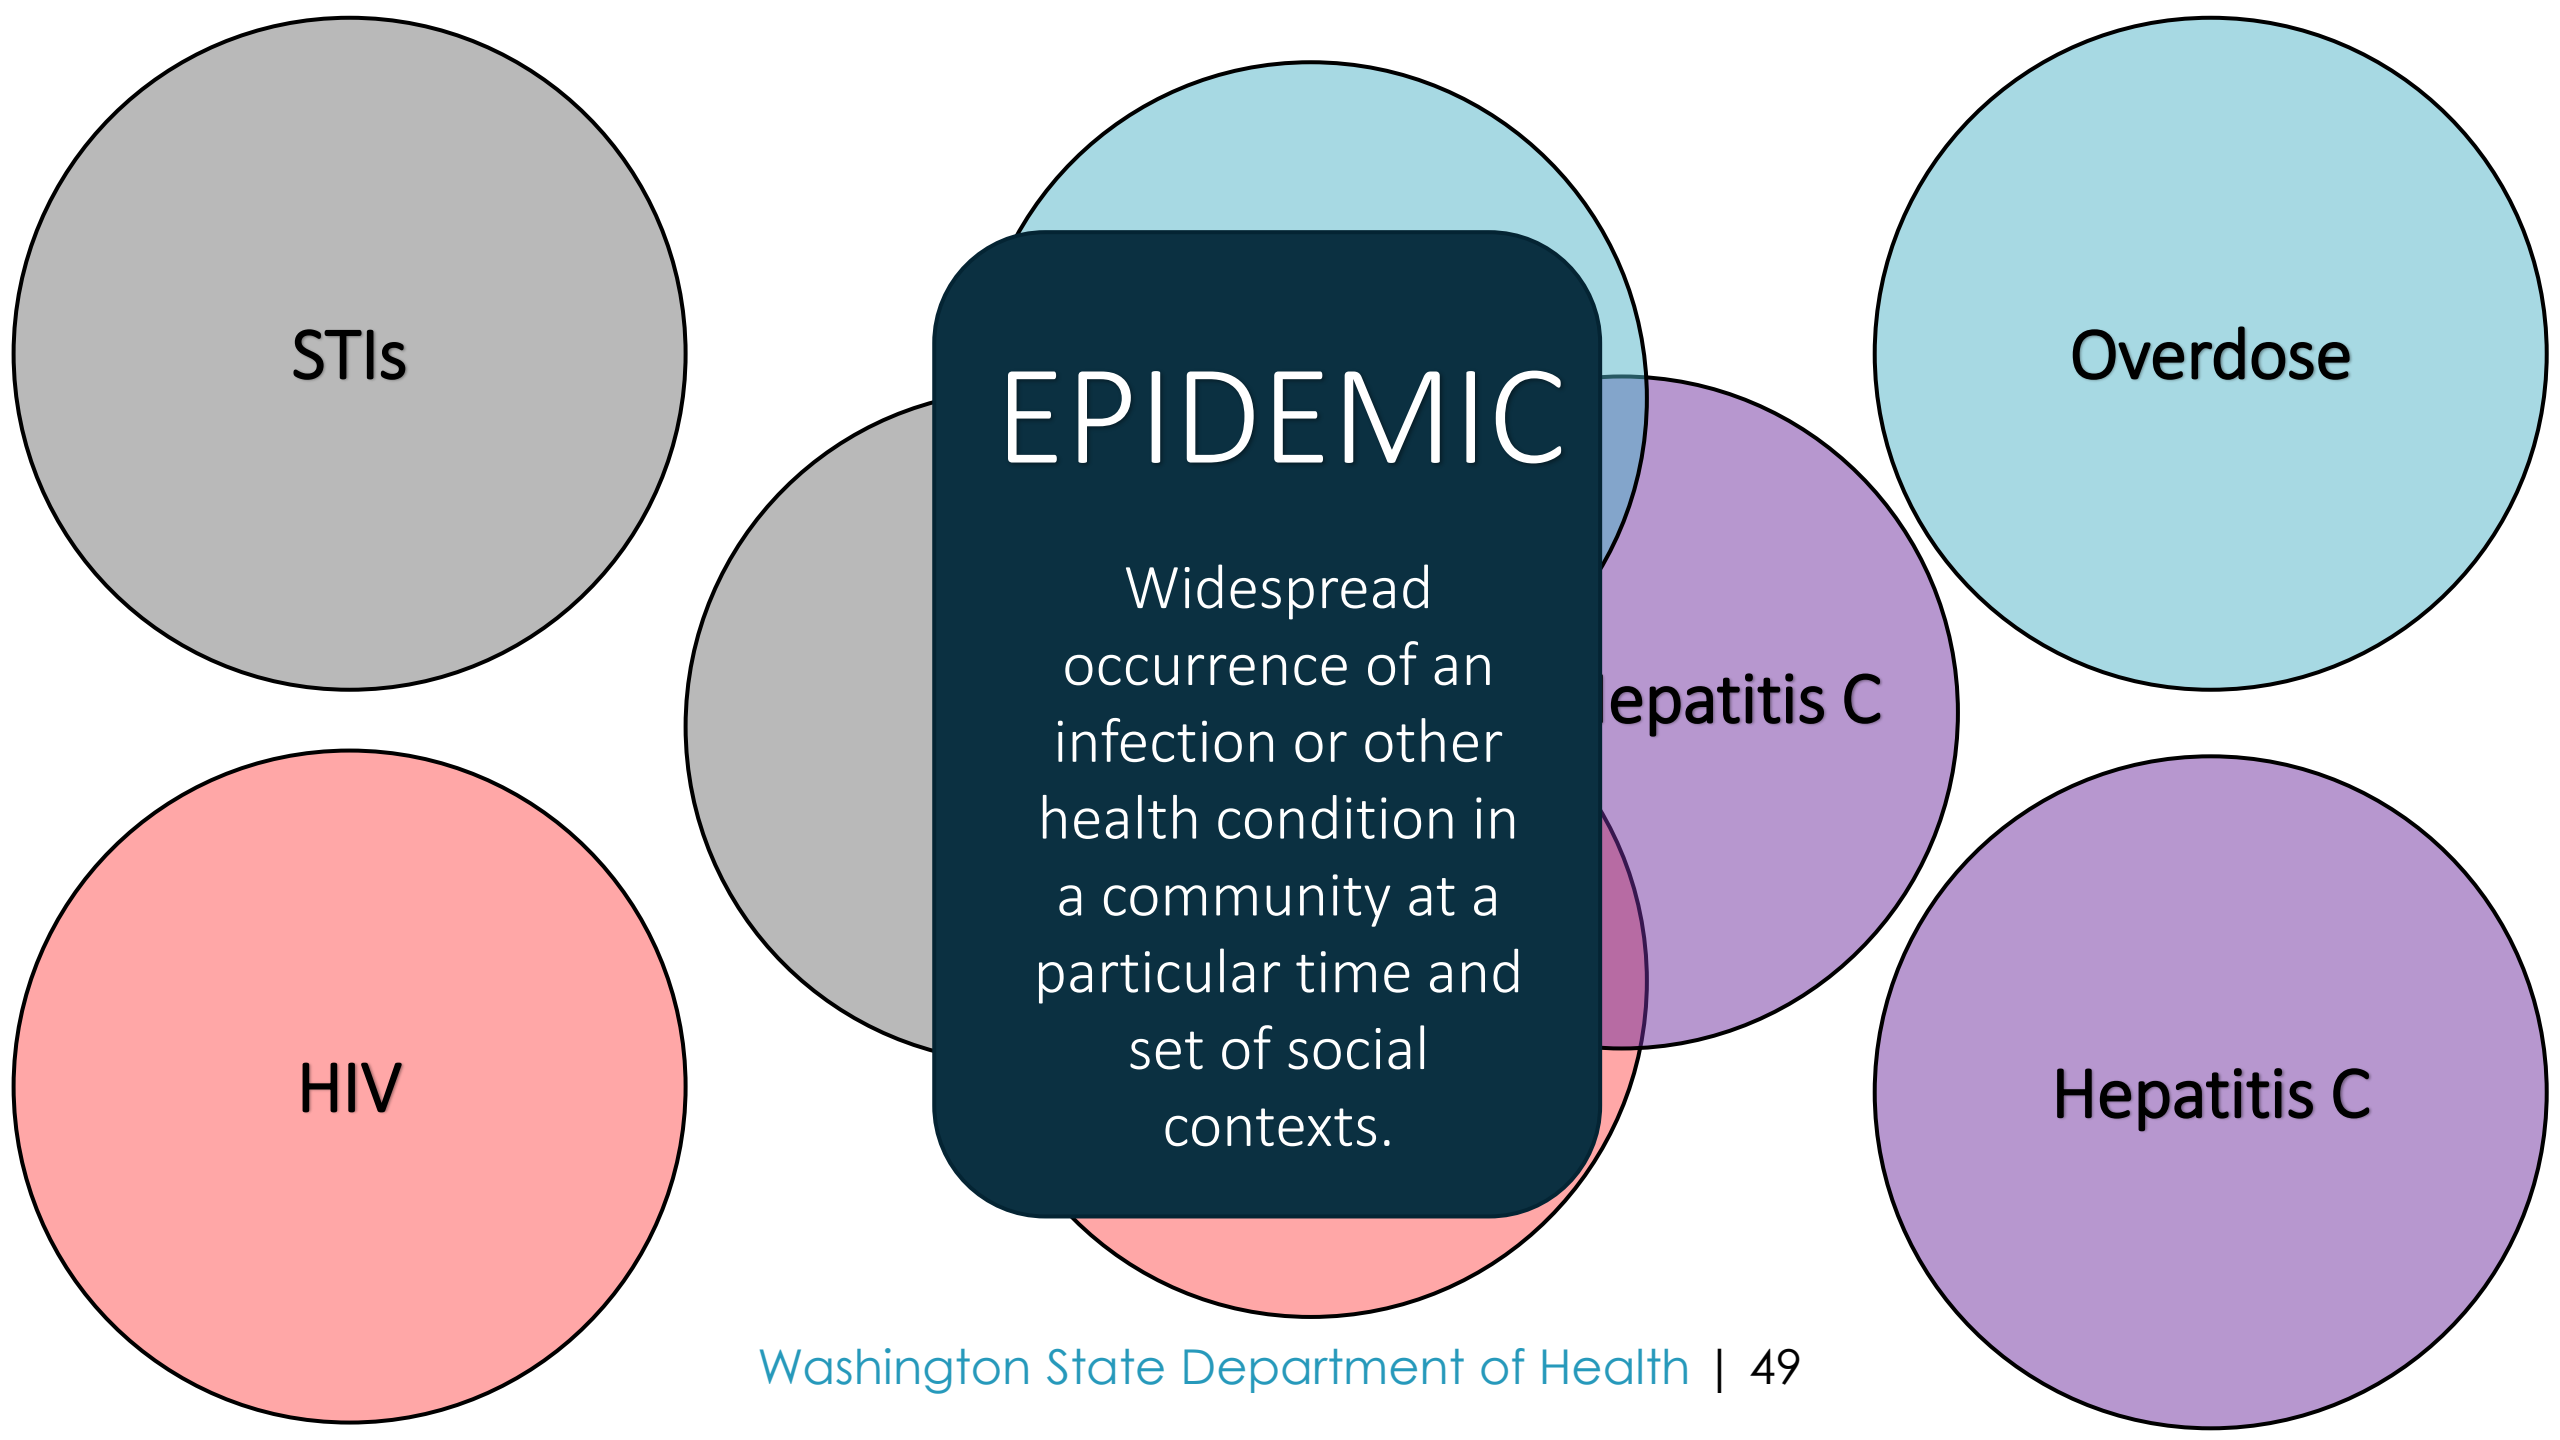 STIs
Overdose
EPIDEMIC
Widespread
occurrence of an
infection or other
health condition in
a community at a
particular time and
set of social
contexts.
epatitis C
HIV
Hepatitis C
Washington State Department of Health | 49